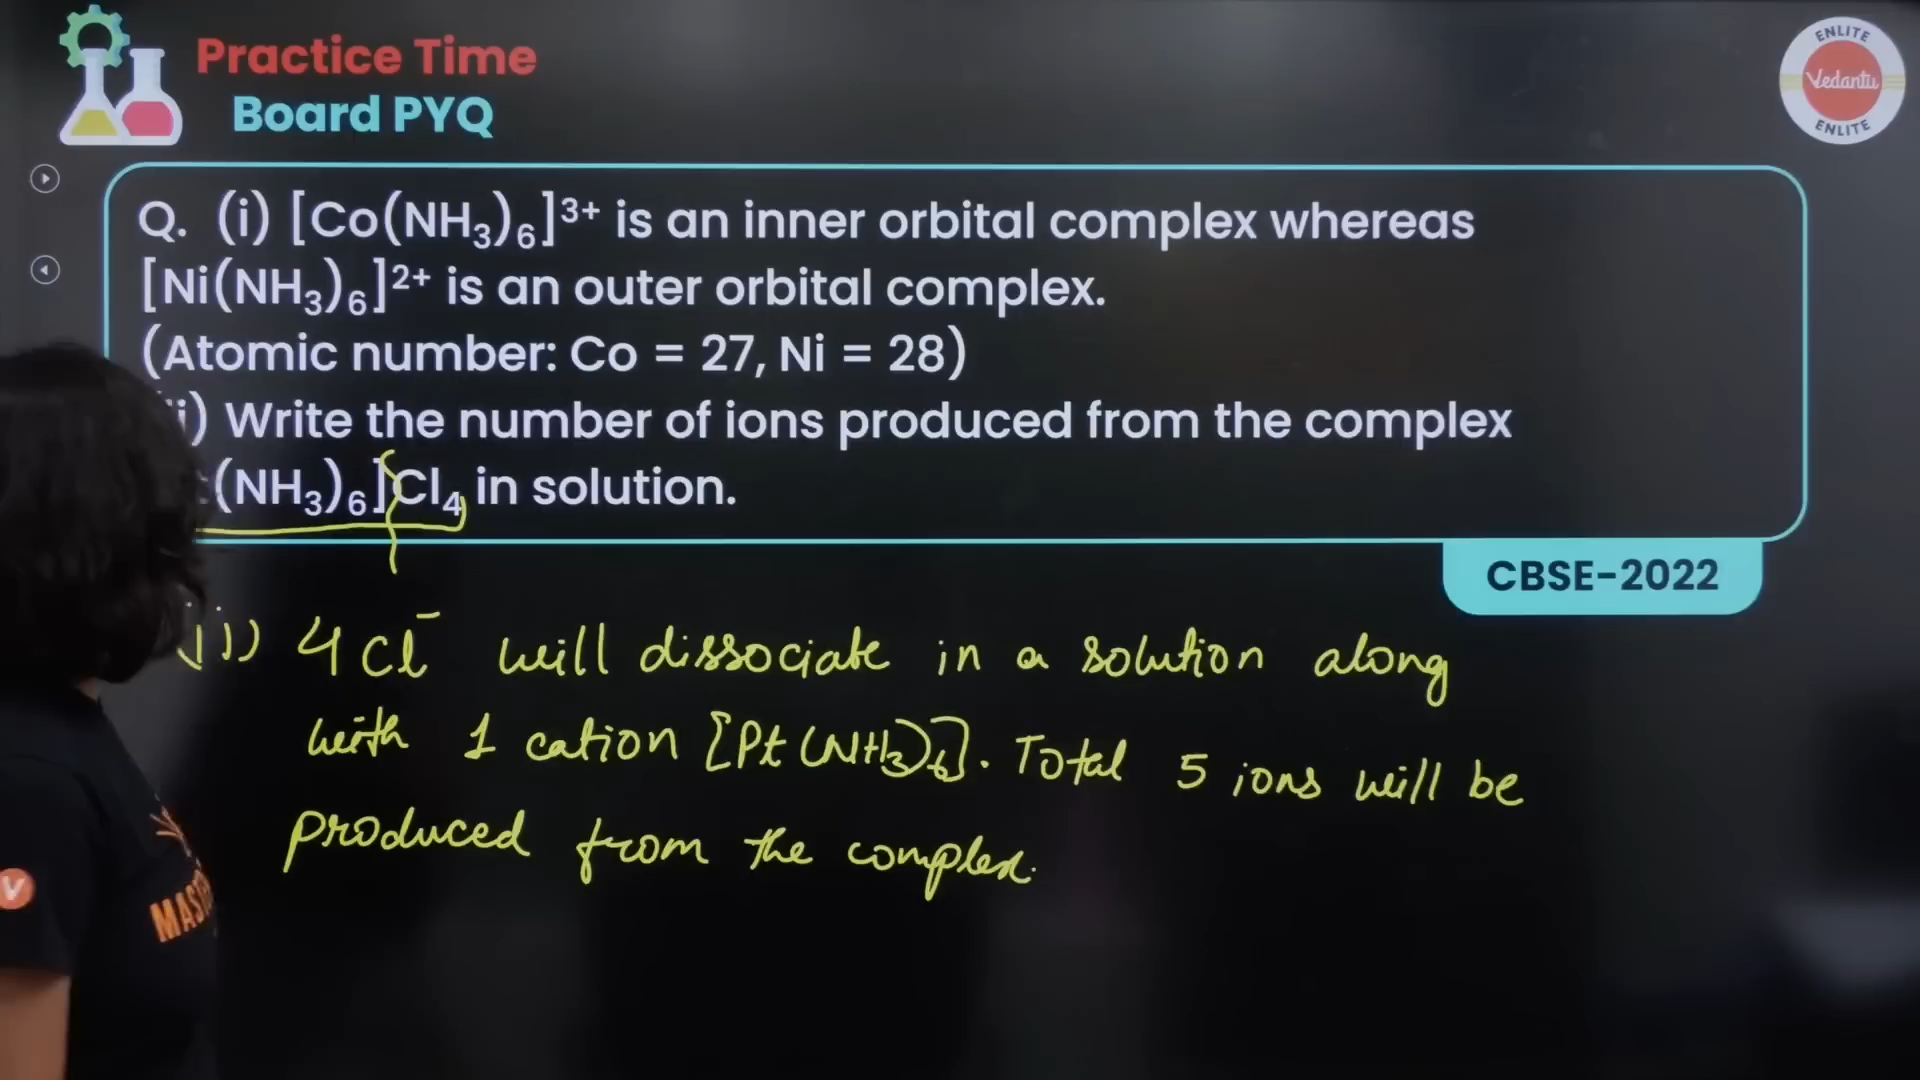 Practice Time
Board PYQ
ENLITE
Vedantu
ENLITE
Q. (i) [Co(NH₃)₆]³⁺ is an inner orbital complex whereas
[Ni(NH₃)₆]²⁺ is an outer orbital complex.
(Atomic number: Co = 27, Ni = 28)
i) Write the number of ions produced from the complex
(NH₃)₆]Cl₄ in solution.
CBSE-2022
ii) 4Cl⁻ will dissociate in a solution along
with 1 cation [Pt(NH₃)₆]. Total 5 ions will be
produced from the complex.
V
MAST